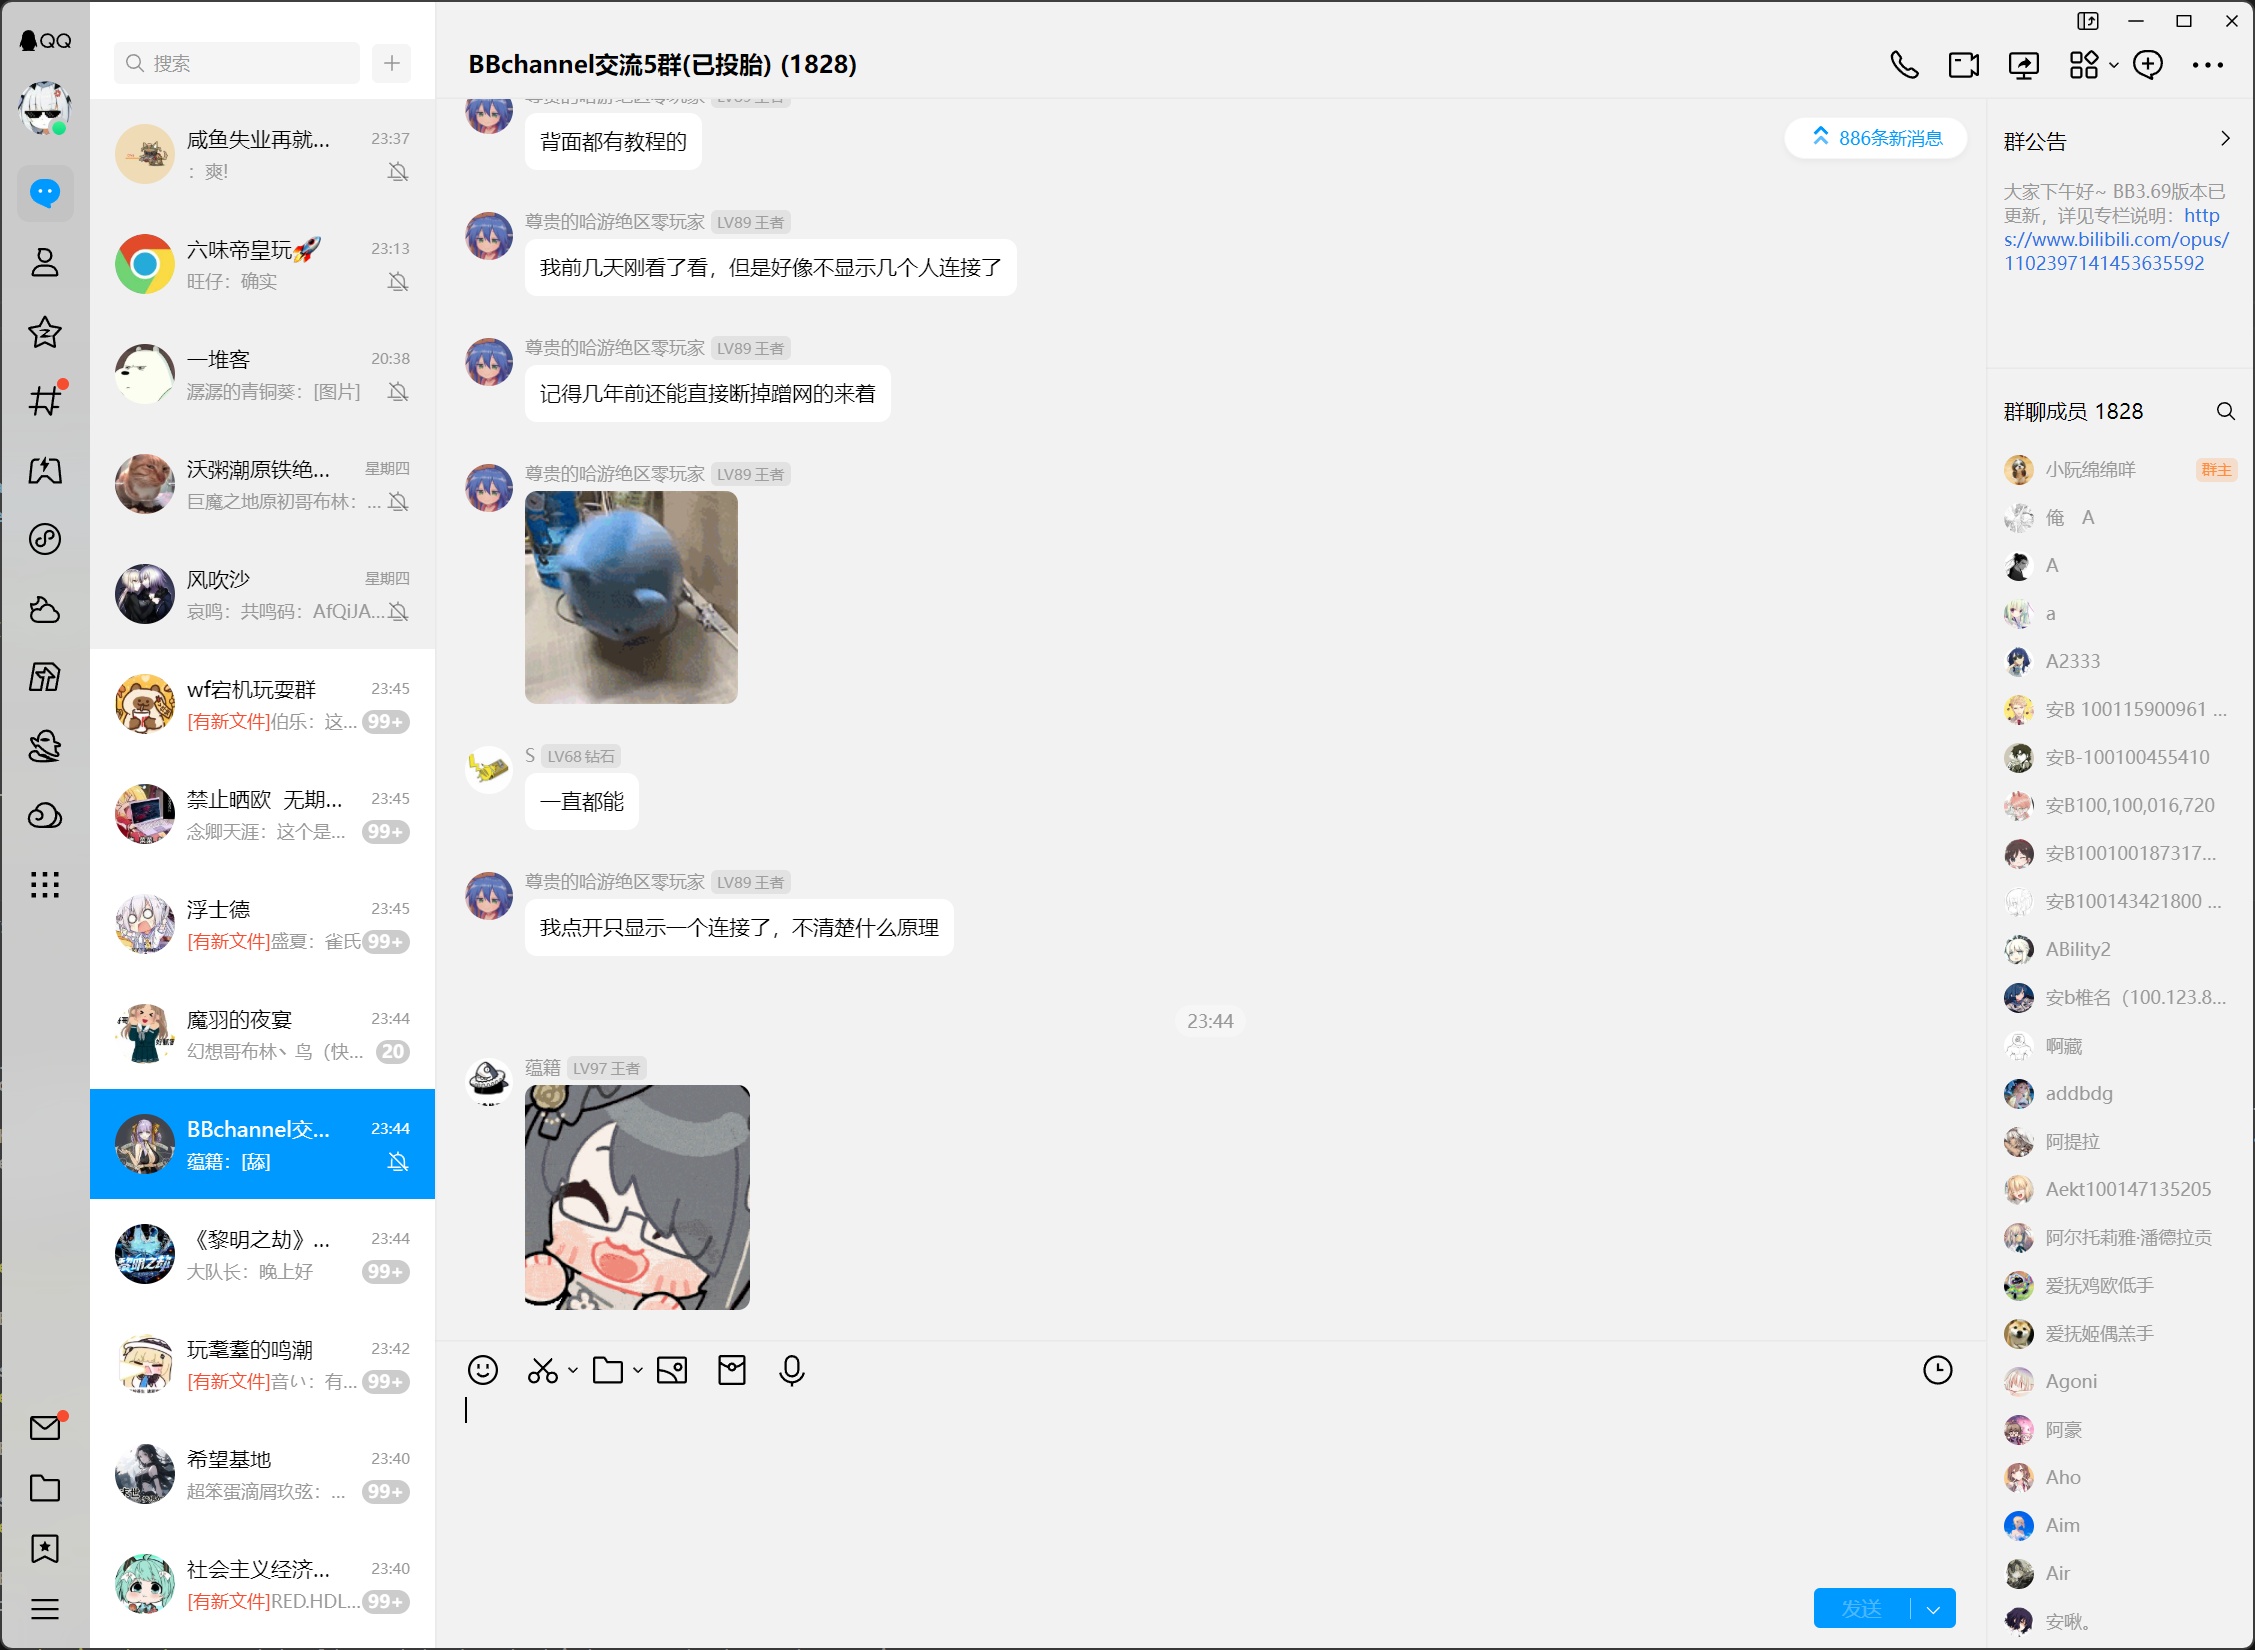 QQ
搜索
咸鱼失业再就...
23:37
：爽!
六味帝皇玩🚀
23:13
旺仔：确实
一堆客
20:38
潺潺的青铜葵：[图片]
沃粥潮原铁绝...
星期四
巨魔之地原初哥布林：...
风吹沙
星期四
哀鸣：共鸣码：AfQiJA...
wf宕机玩耍群
23:45
[有新文件]伯乐：这...
99+
禁止晒欧 无期...
23:45
念卿天涯：这个是...
99+
浮士德
23:45
[有新文件]盛夏：雀氏
99+
魔羽的夜宴
23:44
幻想哥布林丶鸟（快...
20
BBchannel交...
23:44
蕴籍：[舔]
《黎明之劫》...
23:44
大队长：晚上好
99+
玩耄耋的鸣潮
23:42
[有新文件]音い：有...
99+
希望基地
23:40
超笨蛋滴屑玖弦：...
99+
社会主义经济...
23:40
[有新文件]RED.HDL...
99+
BBchannel交流5群(已投胎) (1828)
尊贵的哈游绝区零玩家 LV89 王者
背面都有教程的
886条新消息
尊贵的哈游绝区零玩家 LV89 王者
我前几天刚看了看，但是好像不显示几个人连接了
尊贵的哈游绝区零玩家 LV89 王者
记得几年前还能直接断掉蹭网的来着
尊贵的哈游绝区零玩家 LV89 王者
S LV68 钻石
一直都能
尊贵的哈游绝区零玩家 LV89 王者
我点开只显示一个连接了，不清楚什么原理
23:44
蕴籍 LV97 王者
发送
群公告
大家下午好~ BB3.69版本已
更新，详见专栏说明：http
s://www.bilibili.com/opus/
1102397141453635592
群聊成员 1828
小阮绵绵咩
群主
俺 A
A
a
A2333
安B 100115900961 ...
安B-100100455410
安B100,100,016,720
安B100100187317...
安B100143421800 ...
ABility2
安b椎名（100.123.8...
啊藏
addbdg
阿提拉
Aekt100147135205
阿尔托莉雅·潘德拉贡
爱抚鸡欧低手
爱抚姬偶羔手
Agoni
阿豪
Aho
Aim
Air
安啾。